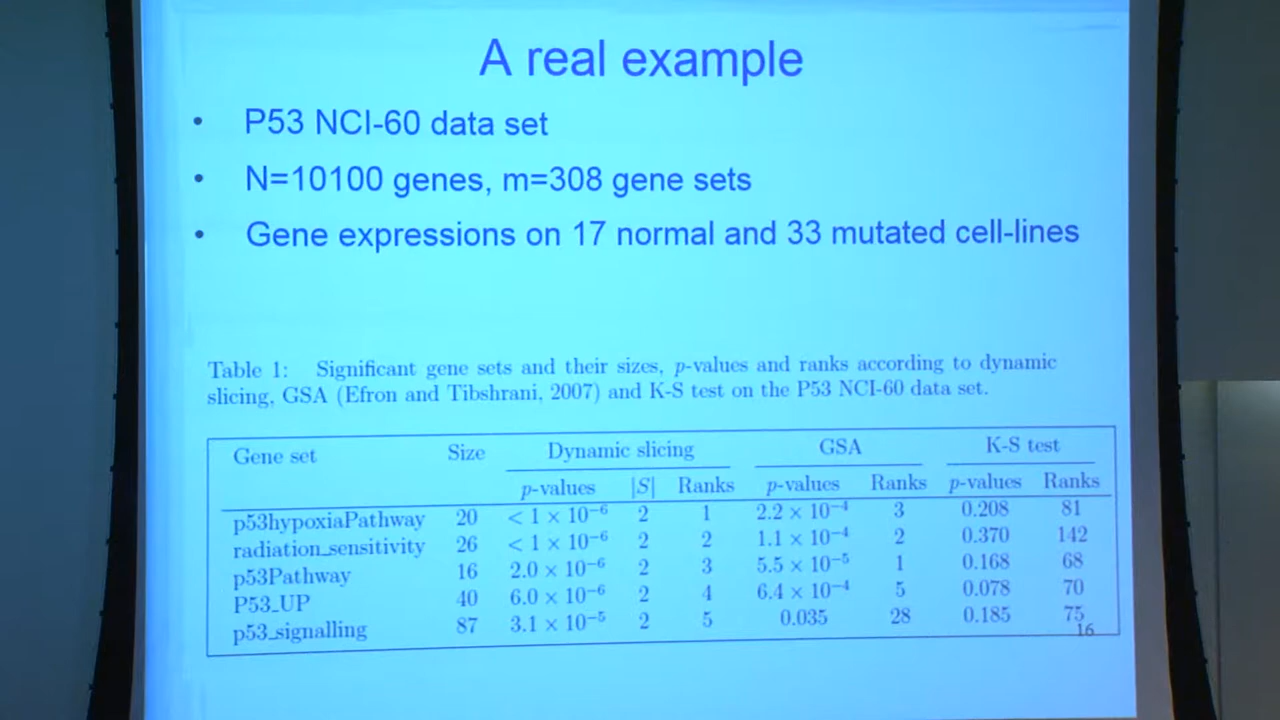 A real example
• P53 NCI-60 data set
• N=10100 genes, m=308 gene sets
• Gene expressions on 17 normal and 33 mutated cell-lines
Table 1: Significant gene sets and their sizes, p-values and ranks according to dynamic
slicing, GSA (Efron and Tibshrani, 2007) and K-S test on the P53 NCI-60 data set.
Gene set Size Dynamic slicing GSA K-S test
p-values |S| Ranks p-values Ranks p-values Ranks
p53hypoxiaPathway 20 < 1 × 10⁻⁶ 2 1 2.2 × 10⁻⁴ 3 0.208 81
radiation_sensitivity 26 < 1 × 10⁻⁶ 2 2 1.1 × 10⁻⁴ 2 0.370 142
p53Pathway 16 2.0 × 10⁻⁶ 2 3 5.5 × 10⁻⁵ 1 0.168 68
P53_UP 40 6.0 × 10⁻⁶ 2 4 6.4 × 10⁻⁴ 5 0.078 70
p53_signalling 87 3.1 × 10⁻⁵ 2 5 0.035 28 0.185 75
16